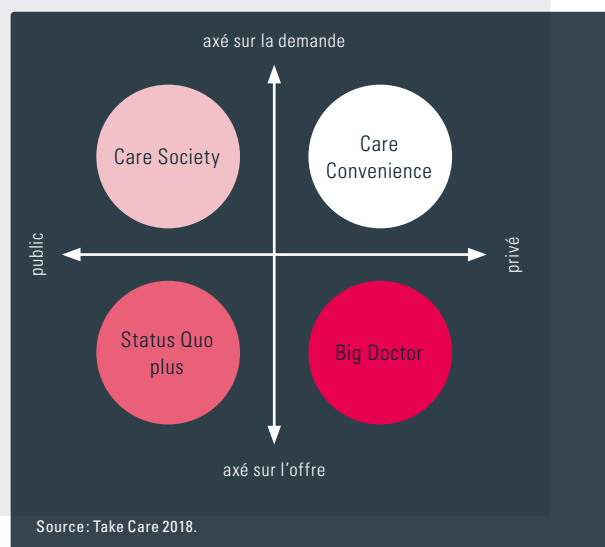 axé sur la demande
Care Society
Care
Convenience
public
privé
Status Quo
plus
Big Doctor
axé sur l‘offre
Source: Take Care 2018.